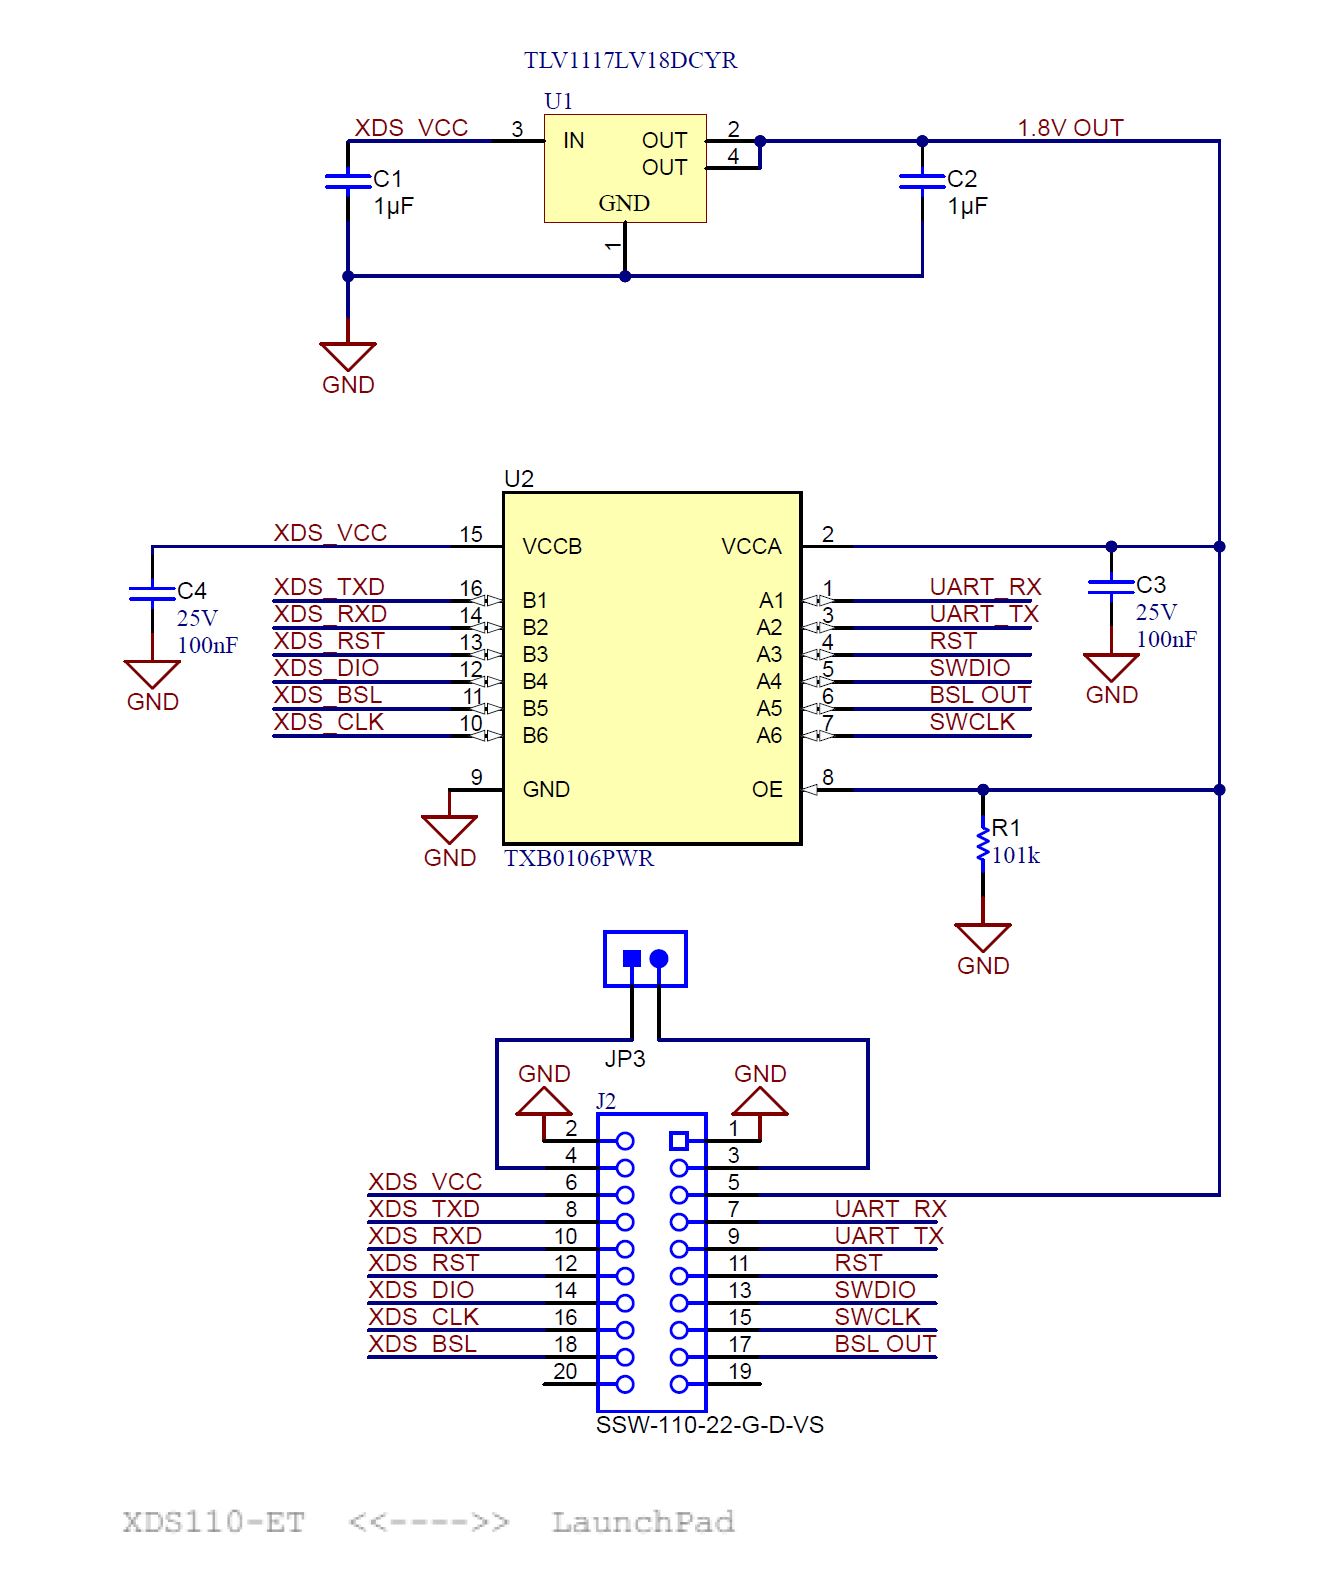 TLV1117LV18DCYR
U1
XDS_VCC 3 IN OUT 2 1.8V OUT
OUT 4
C1 C2
1µF GND 1µF
1
GND
U2
XDS_VCC 15 VCCB VCCA 2
C4 C3
25V 25V
100nF 100nF
GND GND
XDS_TXD 16 B1 A1 1 UART_RX
XDS_RXD 14 B2 A2 3 UART_TX
XDS_RST 13 B3 A3 4 RST
XDS_DIO 12 B4 A4 5 SWDIO
XDS_BSL 11 B5 A5 6 BSL OUT
XDS_CLK 10 B6 A6 7 SWCLK
9 GND OE 8
GND
R1
101k
GND
TXB0106PWR
JP3
GND GND
J2
2 1
4 3
XDS_VCC 6 5
XDS_TXD 8 7 UART_RX
XDS_RXD 10 9 UART_TX
XDS_RST 12 11 RST
XDS_DIO 14 13 SWDIO
XDS_CLK 16 15 SWCLK
XDS_BSL 18 17 BSL OUT
20 19
SSW-110-22-G-D-VS
XDS110-ET <<---->> LaunchPad